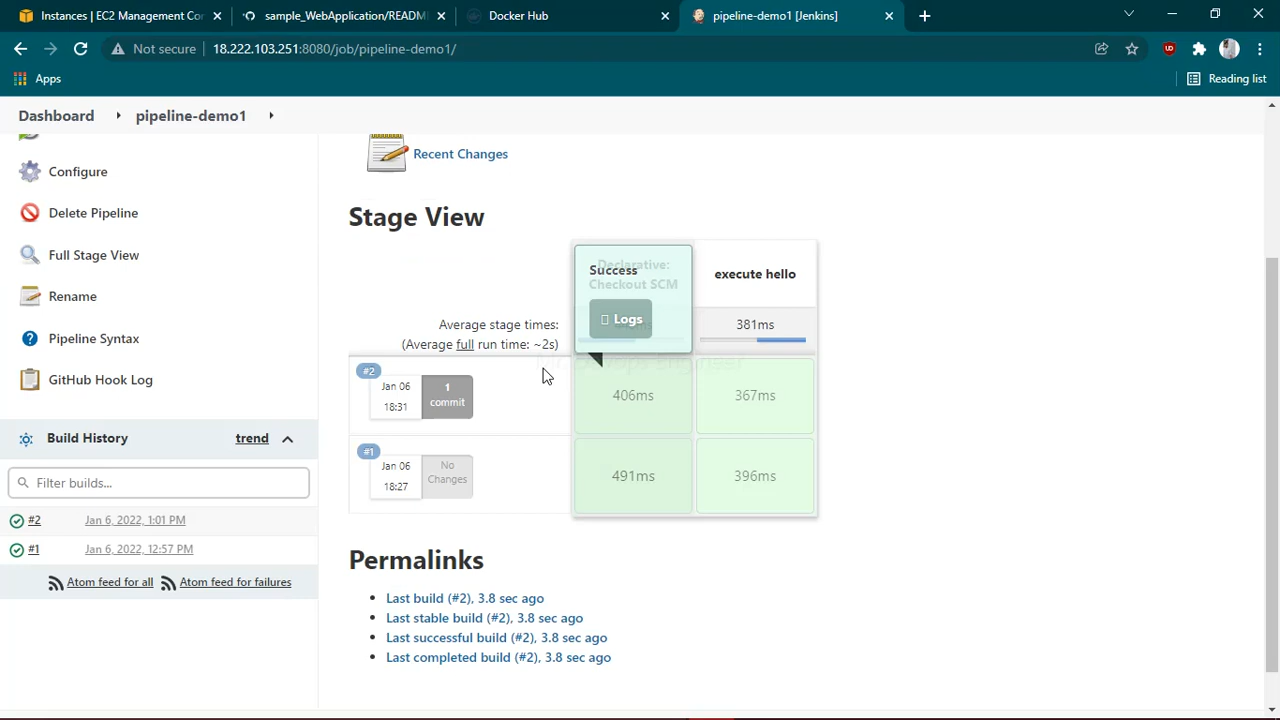 Instances | EC2 Management Con
sample_WebApplication/README
Docker Hub
pipeline-demo1 [Jenkins]
Not secure
18.222.103.251:8080/job/pipeline-demo1/
Apps
Reading list
Dashboard
pipeline-demo1
Configure
Delete Pipeline
Full Stage View
Rename
Pipeline Syntax
GitHub Hook Log
Build History
trend
Filter builds...
#2
Jan 6, 2022, 1:01 PM
#1
Jan 6, 2022, 12:57 PM
Atom feed for all
Atom feed for failures
Recent Changes
Stage View
Declarative:
Checkout SCM
Success
Logs
execute hello
Average stage times:
(Average full run time: ~2s)
381ms
#2
Jan 06
18:31
1
commit
406ms
367ms
#1
Jan 06
18:27
No
Changes
491ms
396ms
Permalinks
Last build (#2), 3.8 sec ago
Last stable build (#2), 3.8 sec ago
Last successful build (#2), 3.8 sec ago
Last completed build (#2), 3.8 sec ago